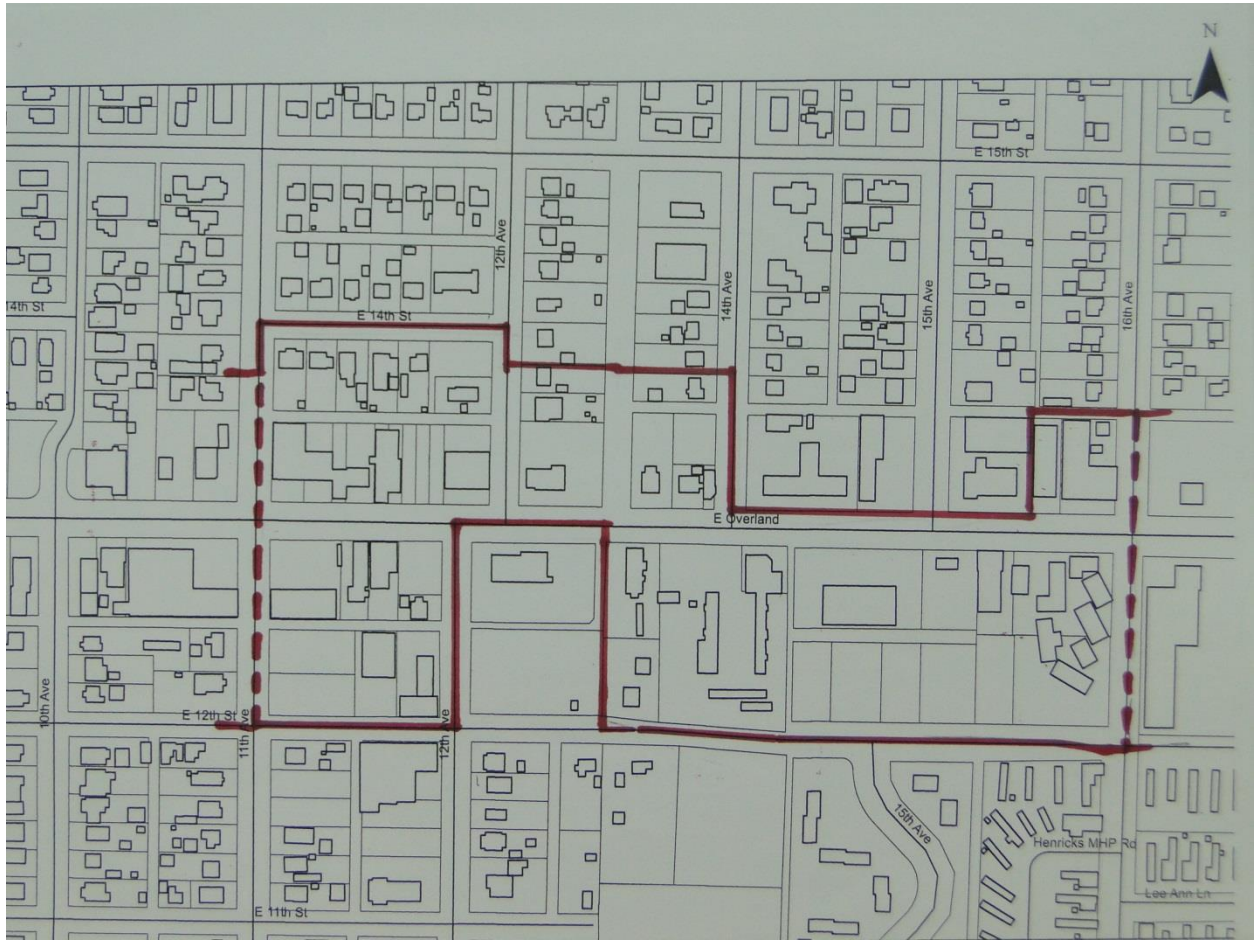 N
E 15th St
12th Ave
14th Ave
15th Ave
16th Ave
14th St
E 14th St
E Overland
10th Ave
E 12th St
11th Ave
12th Ave
15th Ave
Henricks MHP Rd
Lee Ann Ln
E 11th St